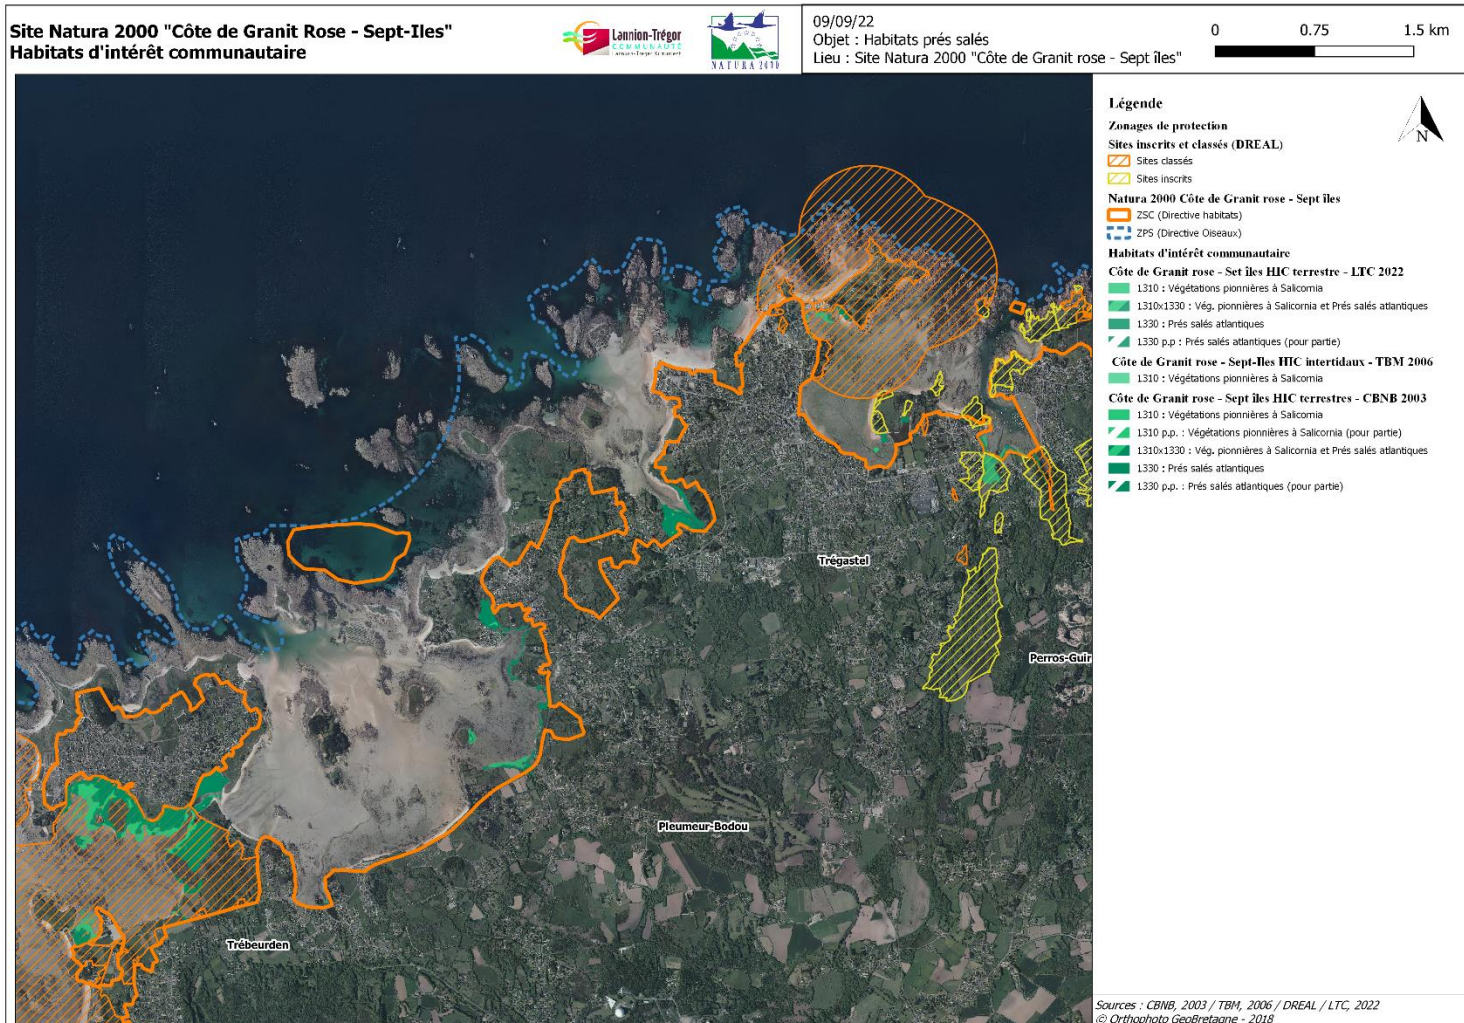 Site Natura 2000 "Côte de Granit Rose - Sept-Iles"
Habitats d'intérêt communautaire
Lannion-Trégor
COMMUNAUTÉ
NATURA 2000
09/09/22
Objet : Habitats prés salés
Lieu : Site Natura 2000 "Côte de Granit rose - Sept îles"
0 0.75 1.5 km
Légende
Zonages de protection
Sites inscrits et classés (DREAL)
Sites classés
Sites inscrits
Natura 2000 Côte de Granit rose - Sept îles
ZSC (Directive habitats)
ZPS (Directive Oiseaux)
Habitats d'intérêt communautaire
Côte de Granit rose - Set îles HIC terrestre - LTC 2022
1310 : Végétations pionnières à Salicornia
1310x1330 : Vég. pionnières à Salicornia et Prés salés atlantiques
1330 : Prés salés atlantiques
1330 p.p : Prés salés atlantiques (pour partie)
Côte de Granit rose - Sept-Iles HIC intertidaux - TBM 2006
1310 : Végétations pionnières à Salicornia
Côte de Granit rose - Sept îles HIC terrestres - CBNB 2003
1310 : Végétations pionnières à Salicornia
1310 p.p. : Végétations pionnières à Salicornia (pour partie)
1310x1330 : Vég. pionnières à Salicornia et Prés salés atlantiques
1330 : Prés salés atlantiques
1330 p.p. : Prés salés atlantiques (pour partie)
N
Trégastel
Perros-Guir
Pleumeur-Bodou
Trébeurden
Sources : CBNB, 2003 / TBM, 2006 / DREAL / LTC, 2022
© Orthophoto GeoBretagne - 2018